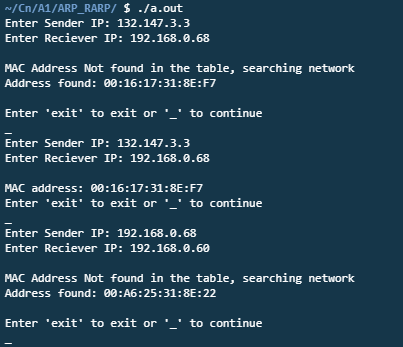 ~/Cn/A1/ARP_RARP/ $ ./a.out
Enter Sender IP: 132.147.3.3
Enter Reciever IP: 192.168.0.68
MAC Address Not found in the table, searching network
Address found: 00:16:17:31:8E:F7
Enter 'exit' to exit or '_' to continue
_
Enter Sender IP: 132.147.3.3
Enter Reciever IP: 192.168.0.68
MAC address: 00:16:17:31:8E:F7
Enter 'exit' to exit or '_' to continue
_
Enter Sender IP: 192.168.0.68
Enter Reciever IP: 192.168.0.60
MAC Address Not found in the table, searching network
Address found: 00:A6:25:31:8E:22
Enter 'exit' to exit or '_' to continue
_